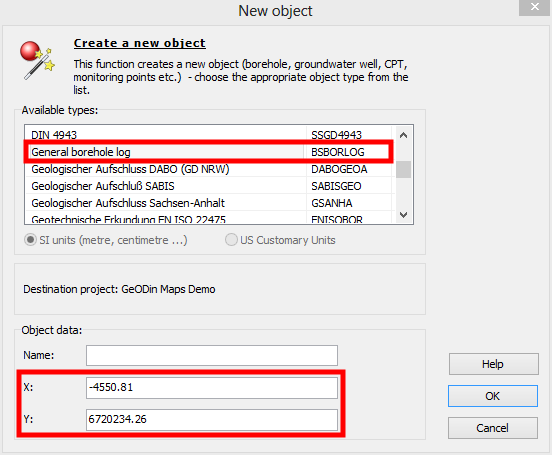 New object
Create a new object
This function creates a new object (borehole, groundwater well, CPT,
monitoring points etc.) - choose the appropriate object type from the
list.
Available types:
DIN 4943 SSGD4943
General borehole log BSBORLOG
Geologischer Aufschluss DABO (GD NRW) DABOGEOA
Geologischer Aufschluß SABIS SABISGEO
Geologischer Aufschluss Sachsen-Anhalt GSANHA
Geotechnische Erkundung EN ISO 22475 ENISOBOR
SI units (metre, centimetre ...) US Customary Units
Destination project: GeODin Maps Demo
Object data:
Name:
X: -4550.81
Y: 6720234.26
Help
OK
Cancel